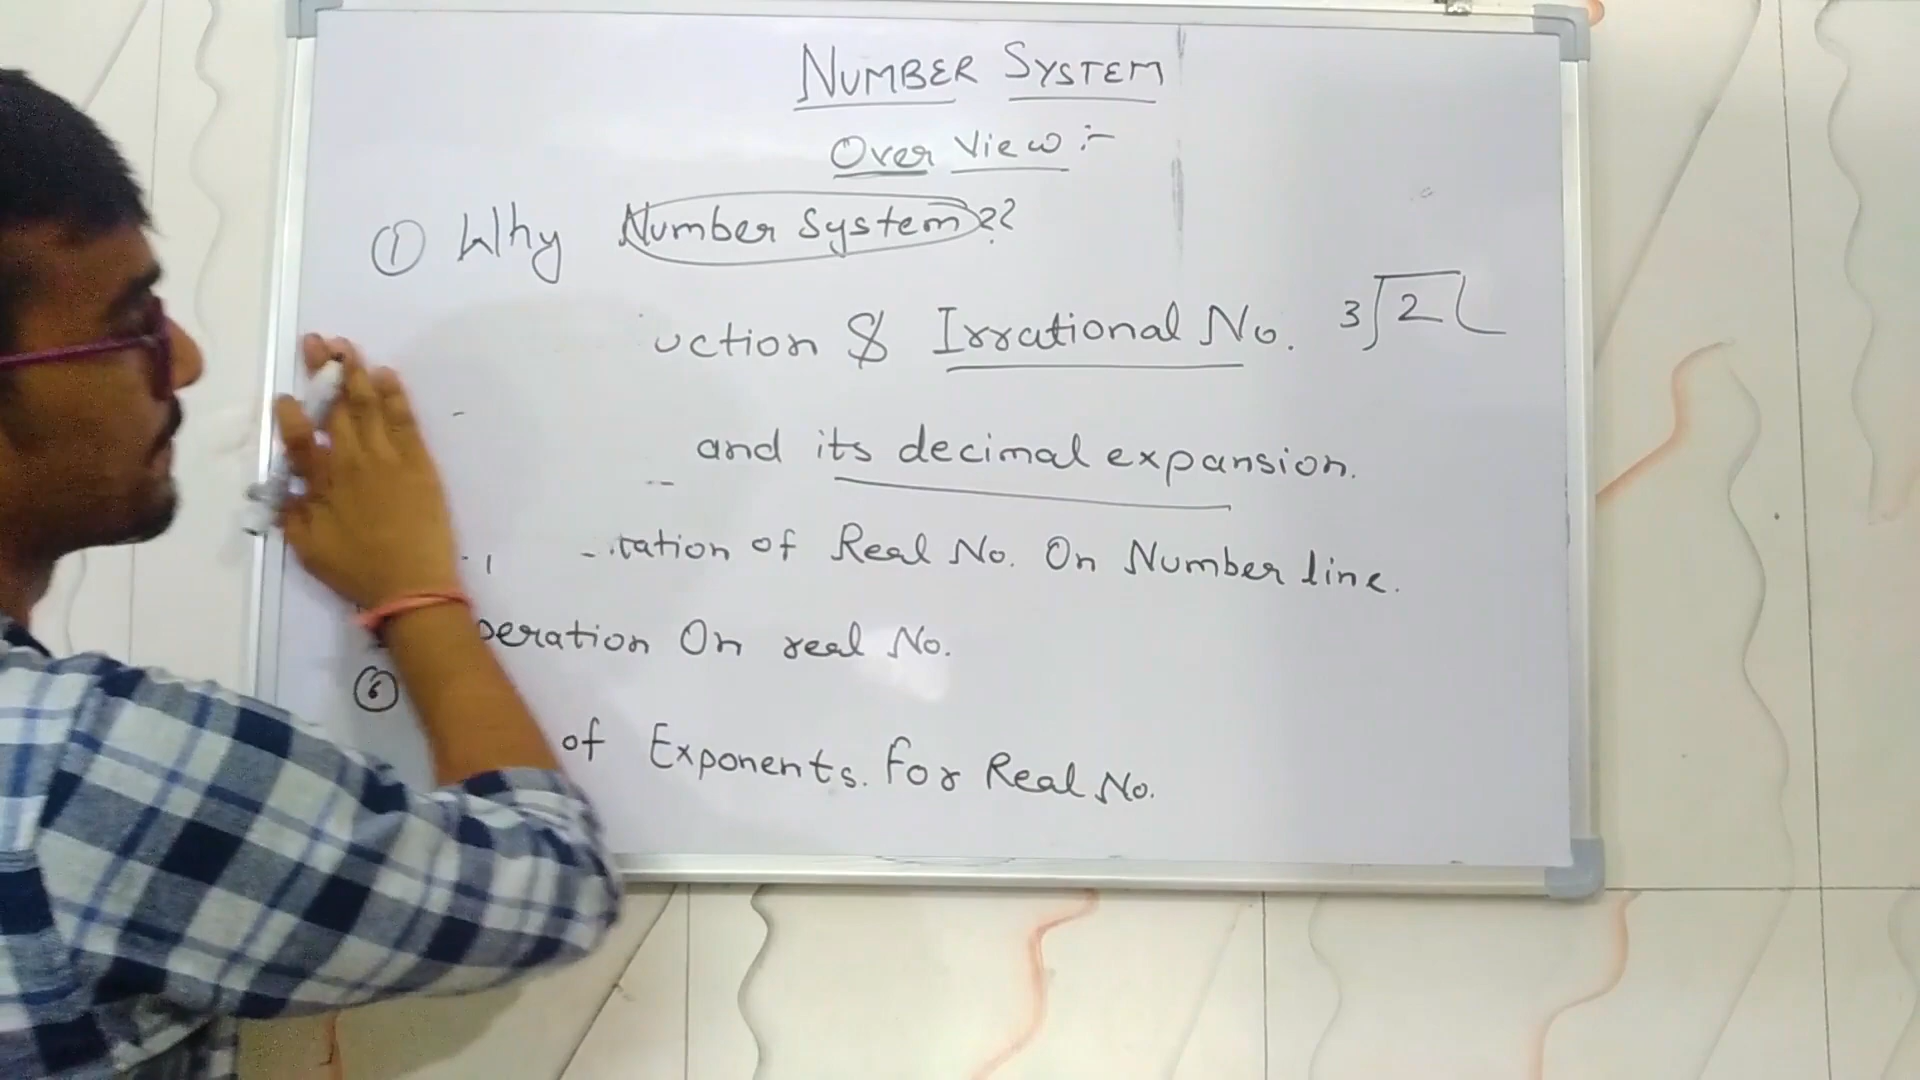 NUMBER SYSTEM
Over View :-
① Why Number System??
uction & Irrational No. 3 2
and its decimal expansion.
tation of Real No. On Number line.
peration On real No.
⑥
of Exponents. For Real No.